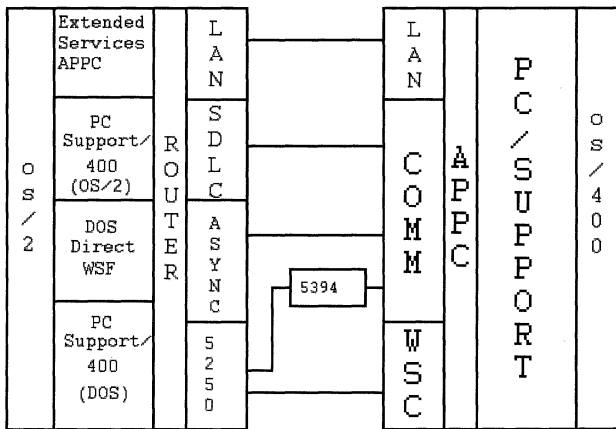 os/2
Extended
Services
APPC
PC
Support/
400
(OS/2)
DOS
Direct
WSF
PC
Support/
400
(DOS)
ROUTER
LAN
SDLC
ASYNC
5250
5394
LAN
COMM
WSC
APPC
PC/SUPPORT
os/400